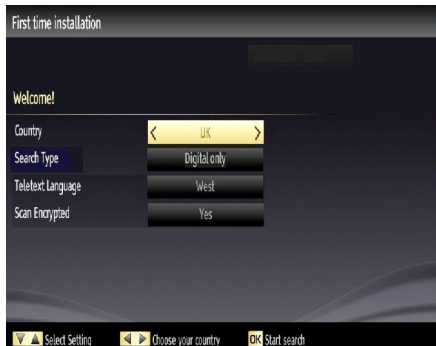 First time installation
Welcome!
Country < UK >
Search Type Digital only
Teletext Language West
Scan Encrypted Yes
Select Setting Choose your country OK Start search